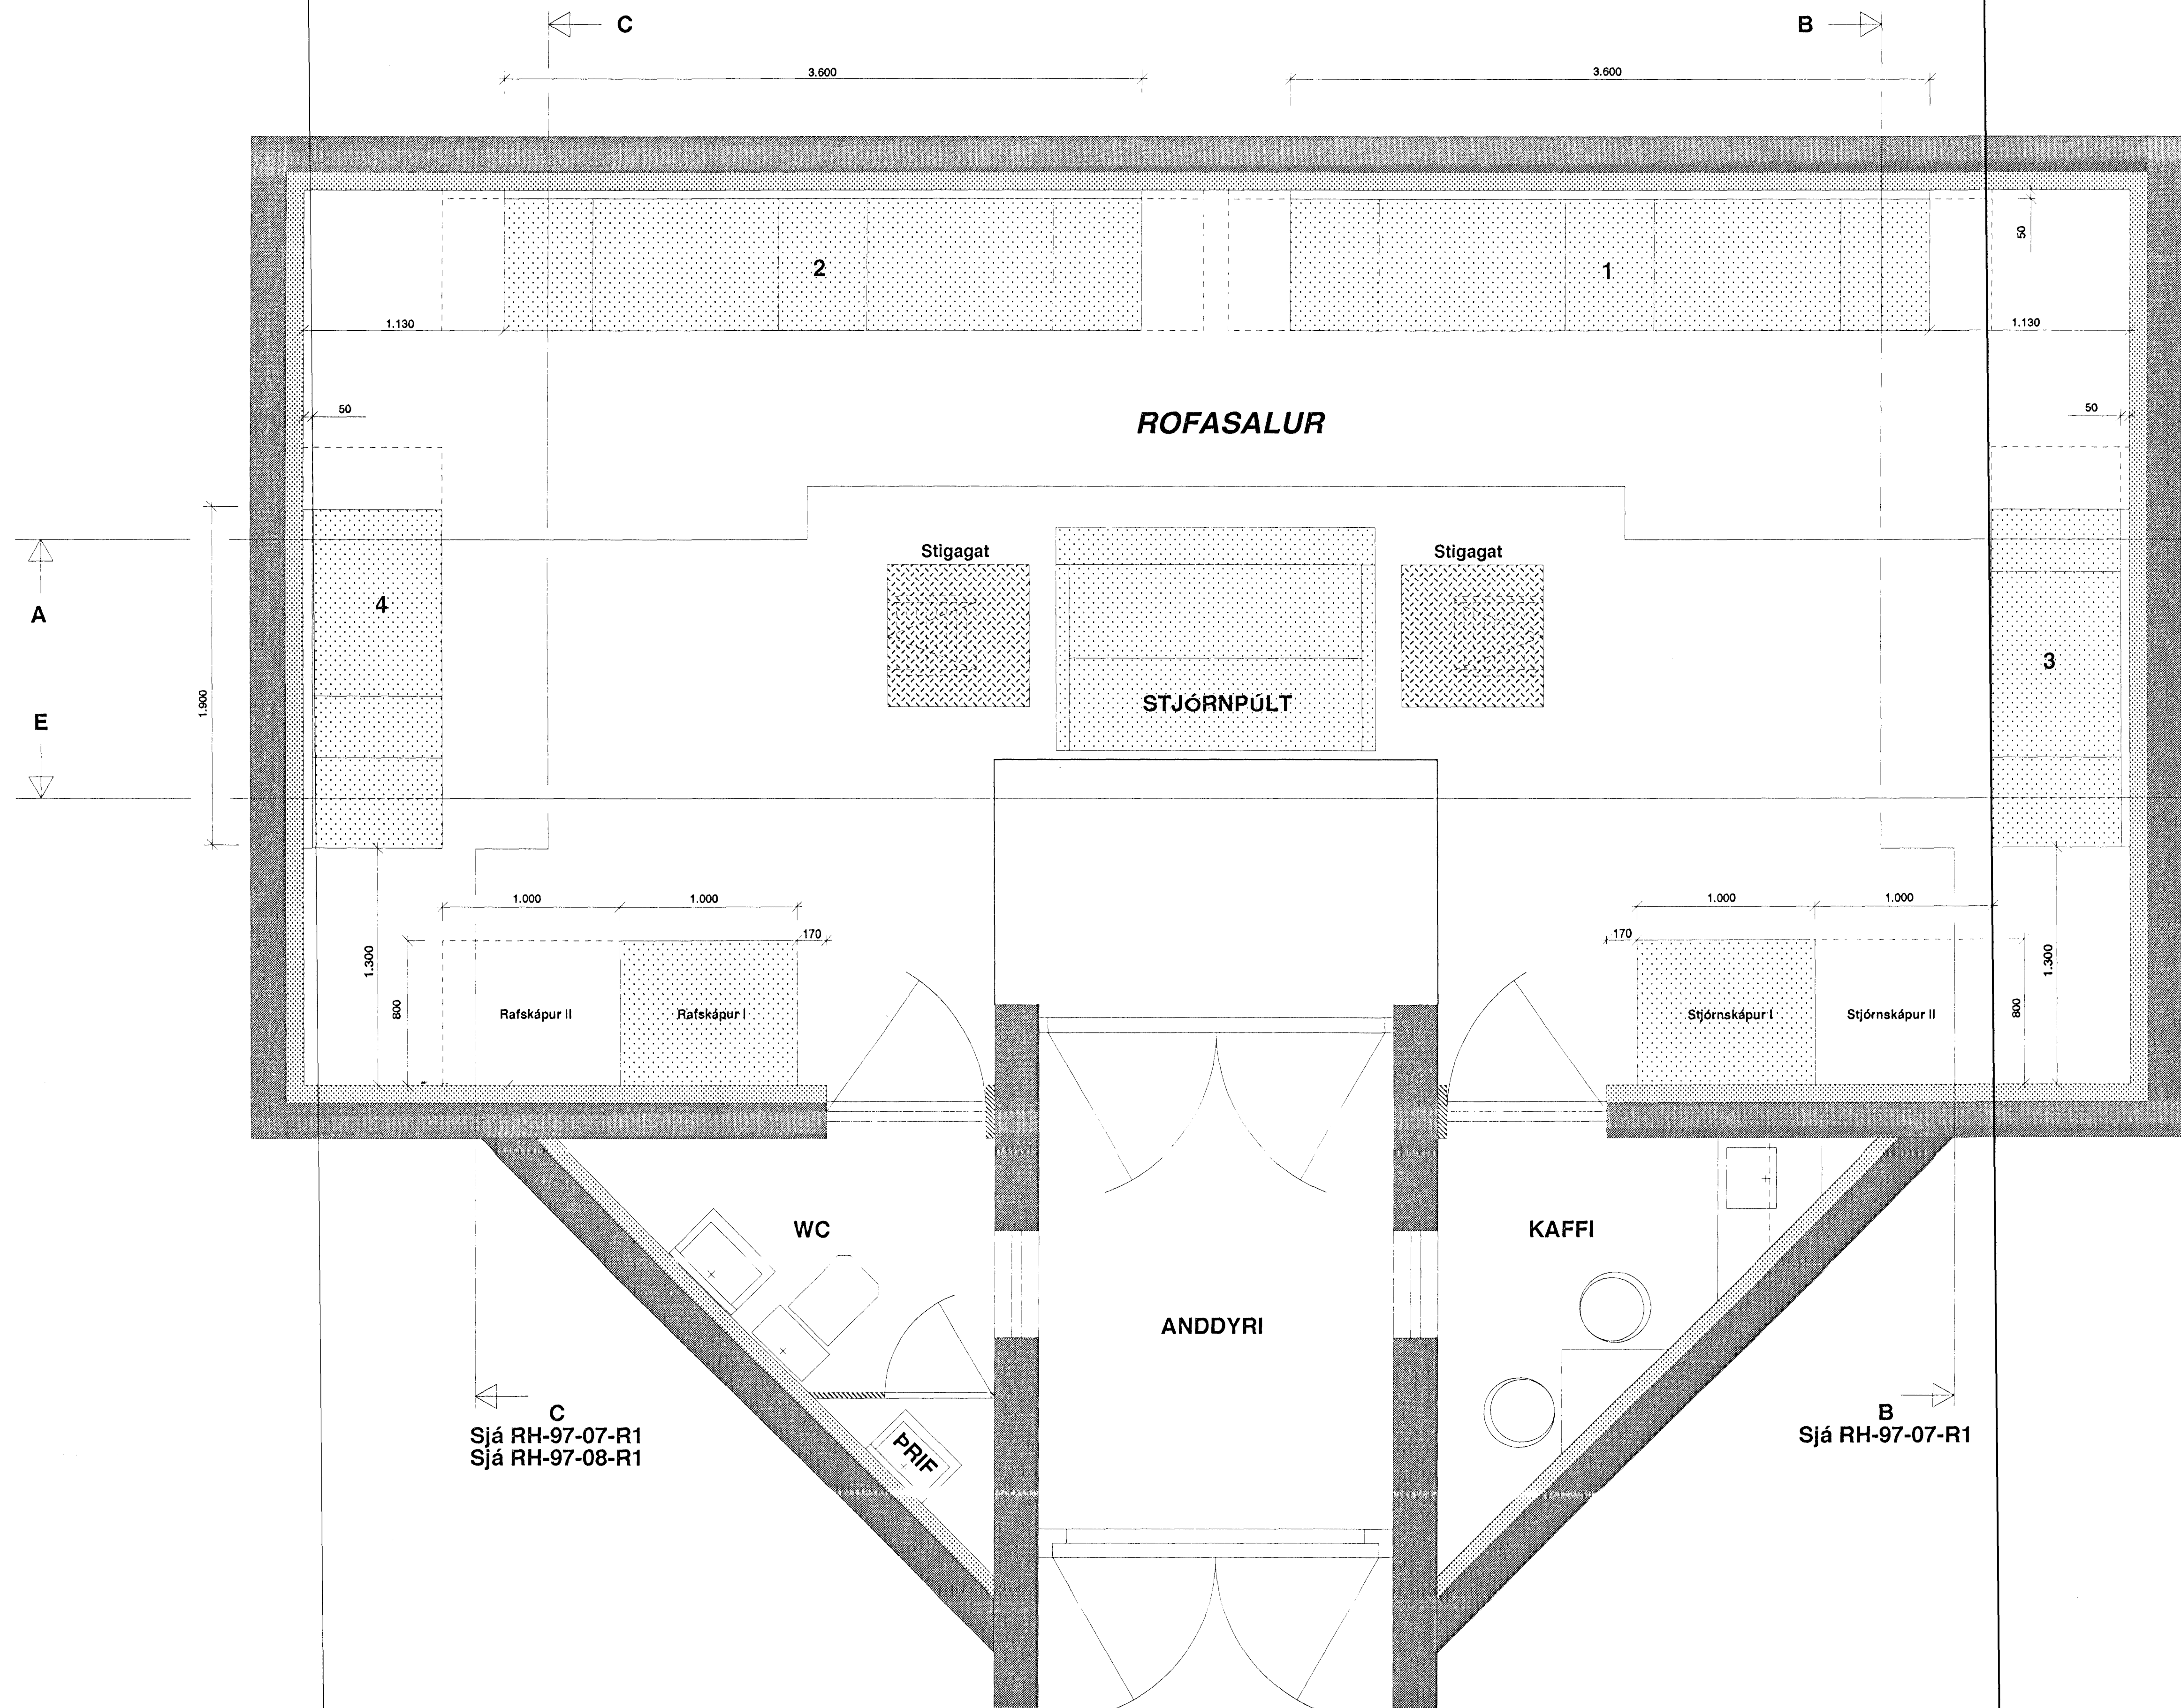 C
B
3.600
3.600
2
1
50
1.130
1.130
50
50
ROFASALUR
Stigagat
Stigagat
4
A
3
1.900
STJÓRNPÚLT
E
1.000
1.000
1.000
1.000
170
170
1.300
1.300
800
800
Rafskápur II
Rafskápur I
Stjórnskápur I
Stjórnskápur II
WC
KAFFI
ANDDYRI
C
Sjá RH-97-07-R1
Sjá RH-97-08-R1
B
Sjá RH-97-07-R1
ÞRIF